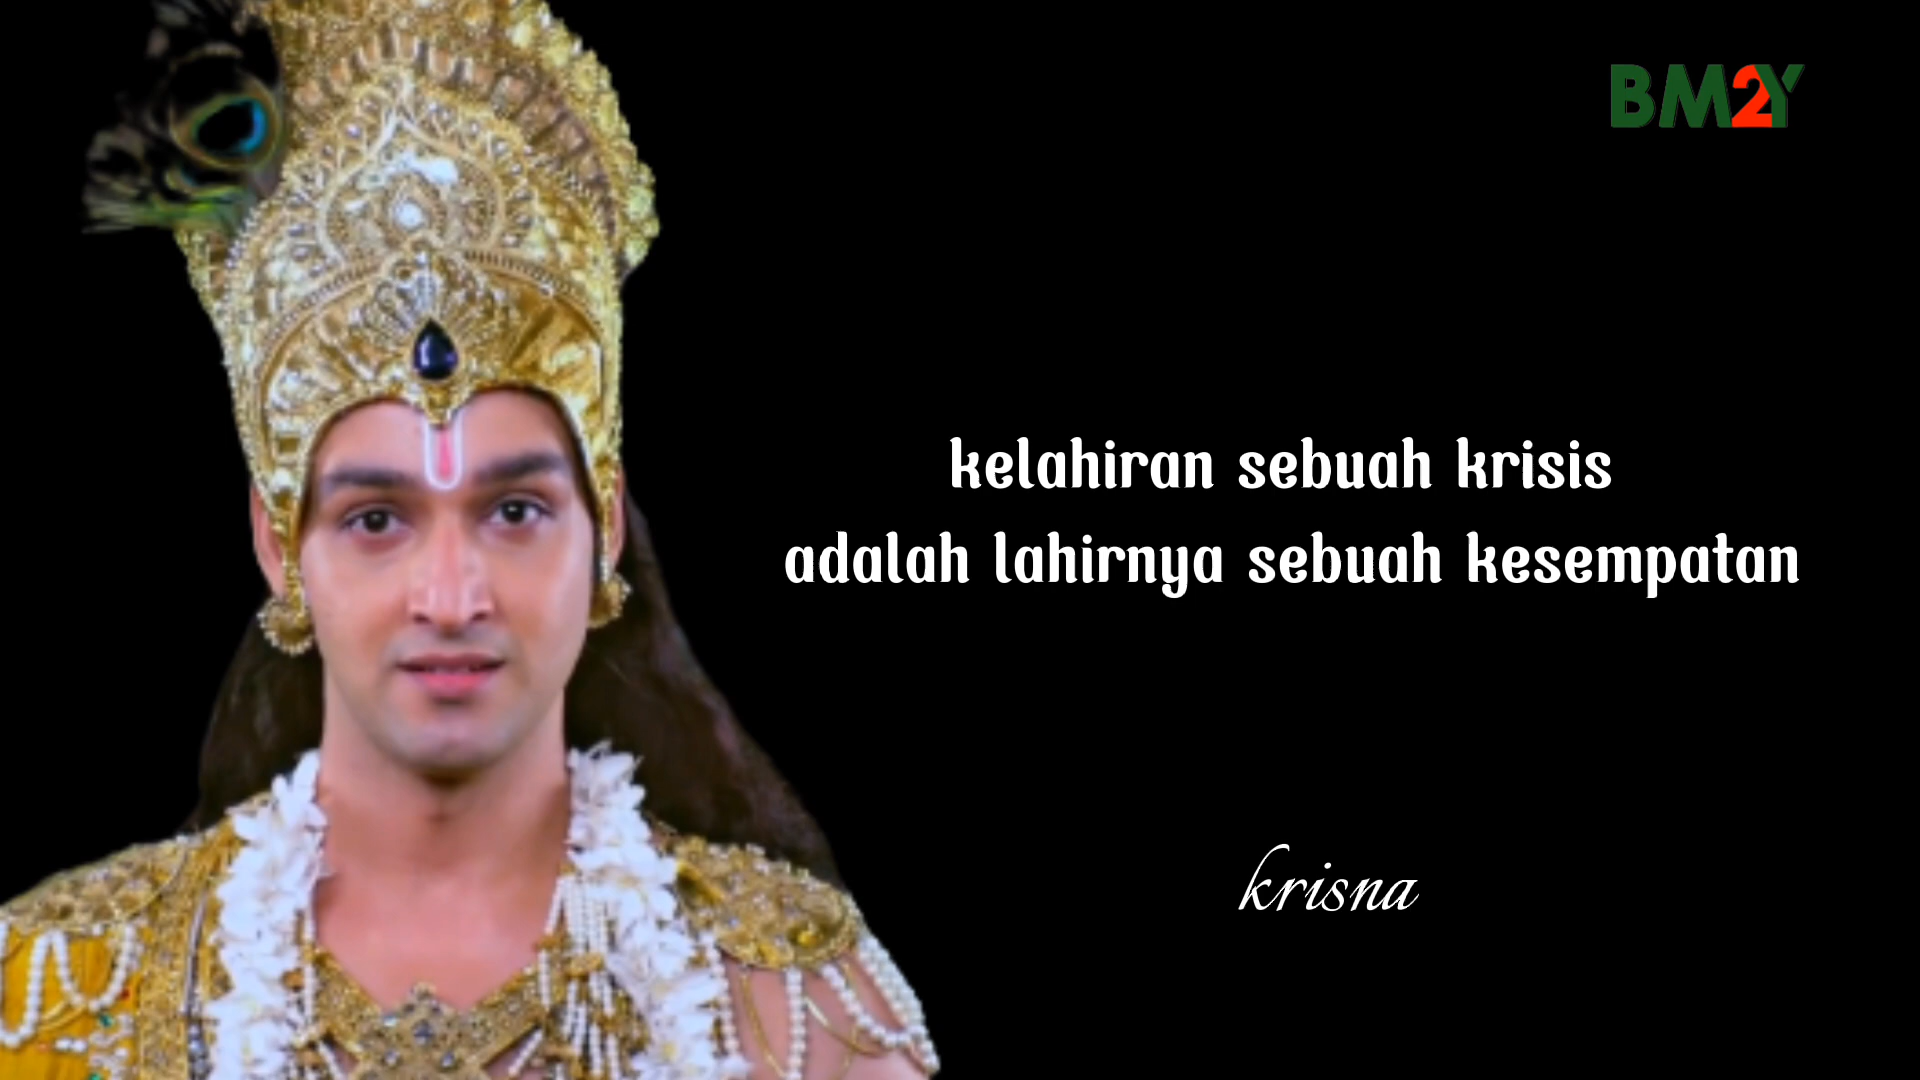 BM2Y
kelahiran sebuah krisis
adalah lahirnya sebuah kesempatan
krisna